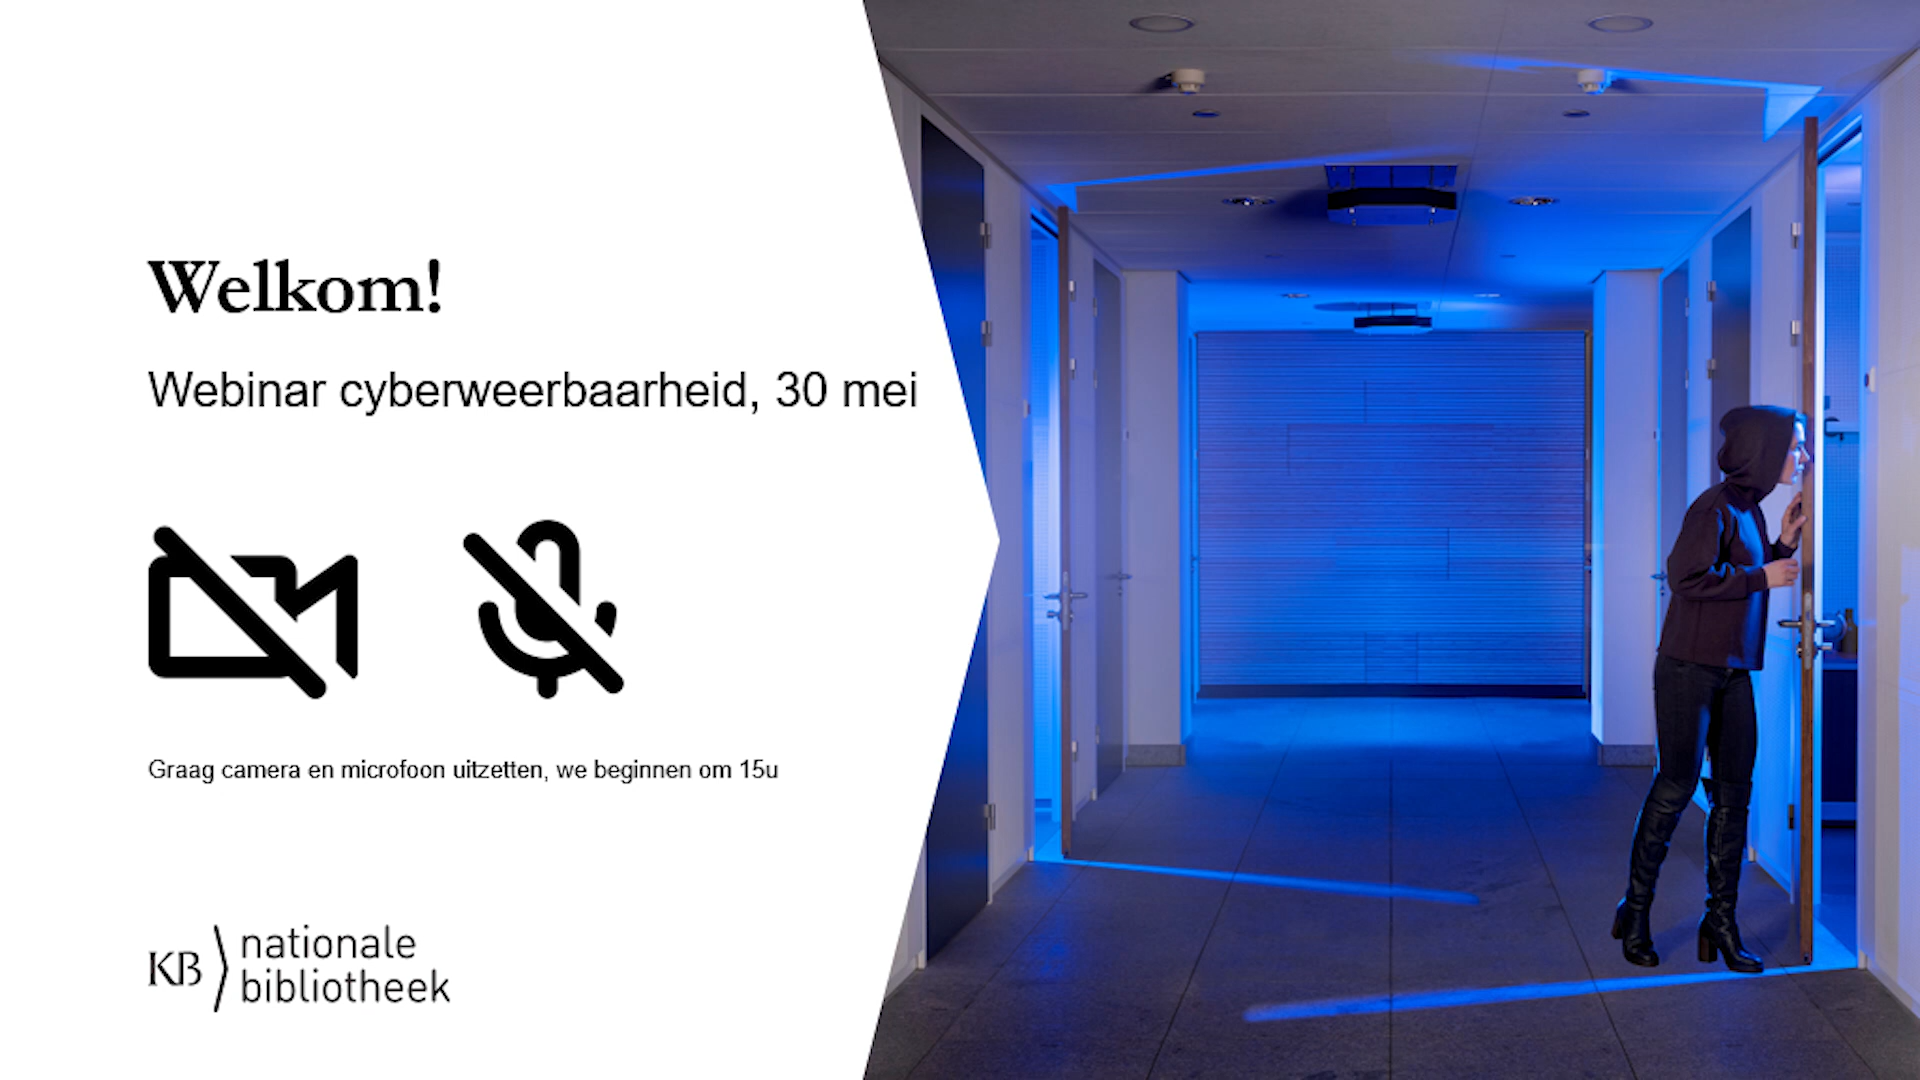 Welkom!
Webinar cyberweerbaarheid, 30 mei
Graag camera en microfoon uitzetten, we beginnen om 15u
KB nationale
bibliotheek